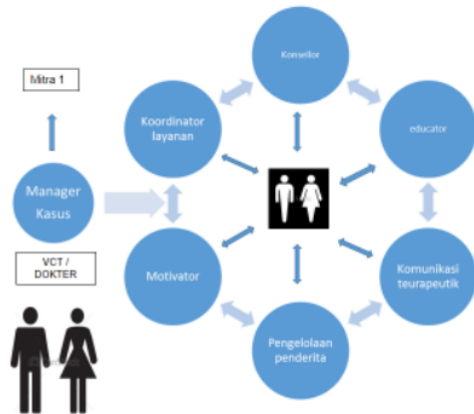 Konsellor
Mitra 1
Koordinator
layanan
educator
Manager
Kasus
VCT /
DOKTER
Motivator
Komunikasi
teurapeutik
Pengelolaan
penderita